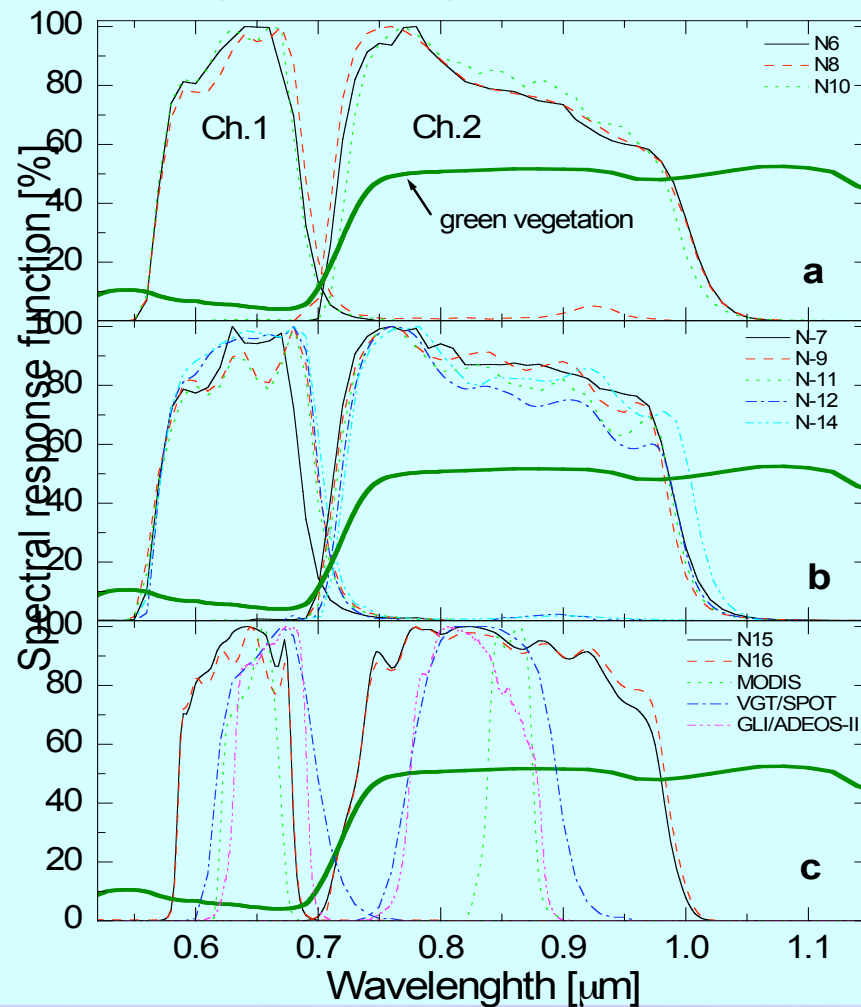 Spectral response function [%]
100
80
60
40
20
Ch.1
Ch.2
green vegetation
N6
N8
N10
a
100
80
60
40
20
N-7
N-9
N-11
N-12
N-14
b
100
80
60
40
20
0
N15
N16
MODIS
VGT/SPOT
GLI/ADEOS-II
c
0.6 0.7 0.8 0.9 1.0 1.1
Wavelenghth [μm]